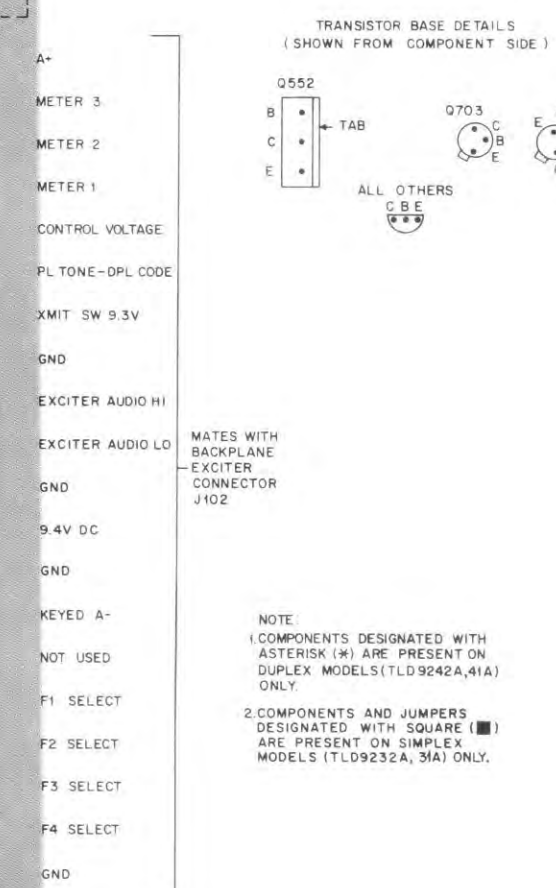 TRANSISTOR BASE DETAILS
(SHOWN FROM COMPONENT SIDE)
Q552
B
C
E
TAB
Q703
C
B
E
E
ALL OTHERS
C B E
A+
METER 3
METER 2
METER 1
CONTROL VOLTAGE
PL TONE-DPL CODE
XMIT SW 9.3V
GND
EXCITER AUDIO HI
EXCITER AUDIO LO
GND
9.4V DC
GND
KEYED A-
NOT USED
F1 SELECT
F2 SELECT
F3 SELECT
F4 SELECT
GND
MATES WITH
BACKPLANE
EXCITER
CONNECTOR
J102
NOTE:
1. COMPONENTS DESIGNATED WITH
ASTERISK (*) ARE PRESENT ON
DUPLEX MODELS (TLD9242A,41A)
ONLY.
2. COMPONENTS AND JUMPERS
DESIGNATED WITH SQUARE (■)
ARE PRESENT ON SIMPLEX
MODELS (TLD9232A, 31A) ONLY.